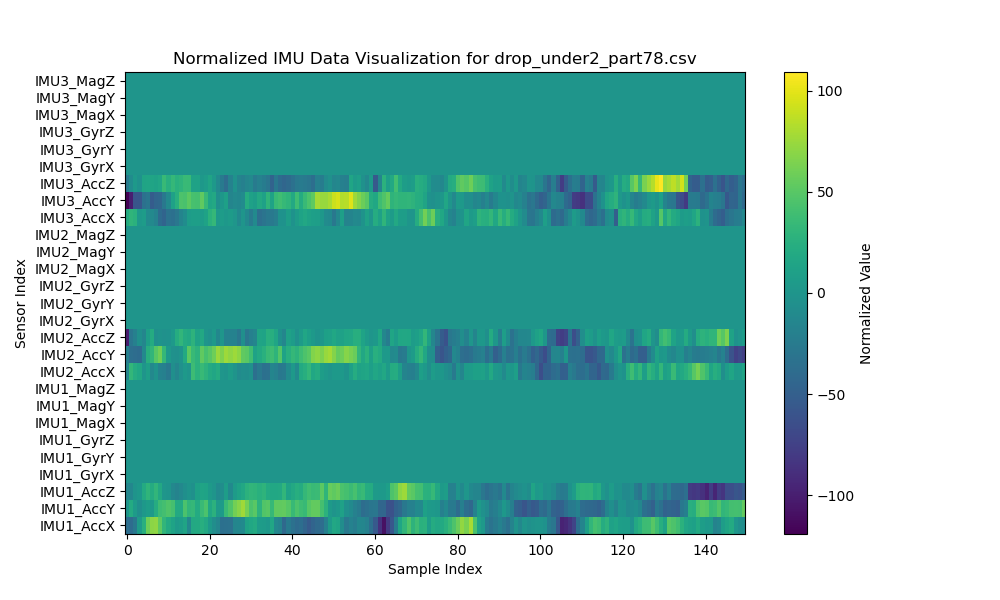 Normalized IMU Data Visualization for drop_under2_part78.csv
IMU3_MagZ
IMU3_MagY
IMU3_MagX
IMU3_GyrZ
IMU3_GyrY
IMU3_GyrX
IMU3_AccZ
IMU3_AccY
IMU3_AccX
IMU2_MagZ
IMU2_MagY
IMU2_MagX
IMU2_GyrZ
IMU2_GyrY
IMU2_GyrX
IMU2_AccZ
IMU2_AccY
IMU2_AccX
IMU1_MagZ
IMU1_MagY
IMU1_MagX
IMU1_GyrZ
IMU1_GyrY
IMU1_GyrX
IMU1_AccZ
IMU1_AccY
IMU1_AccX
Sensor Index
0 20 40 60 80 100 120 140
Sample Index
100
50
0
−50
−100
Normalized Value